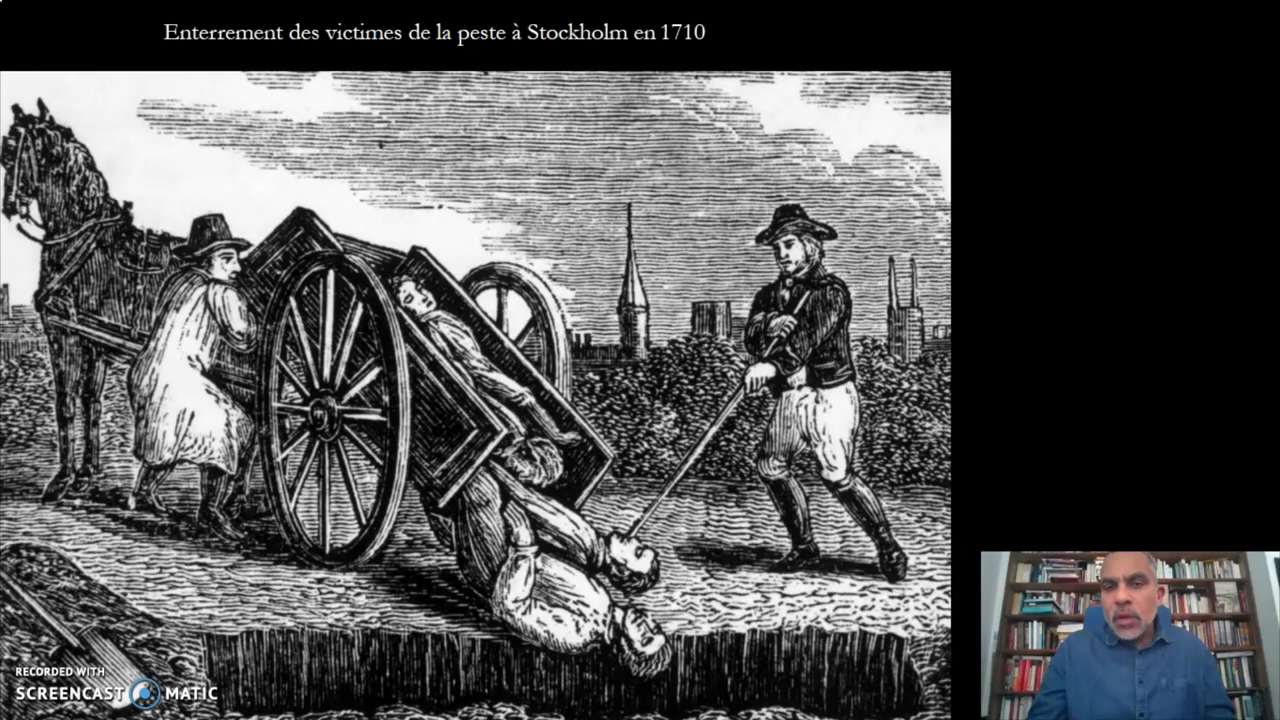 Enterrement des victimes de la peste à Stockholm en 1710
RECORDED WITH
SCREENCAST MATIC